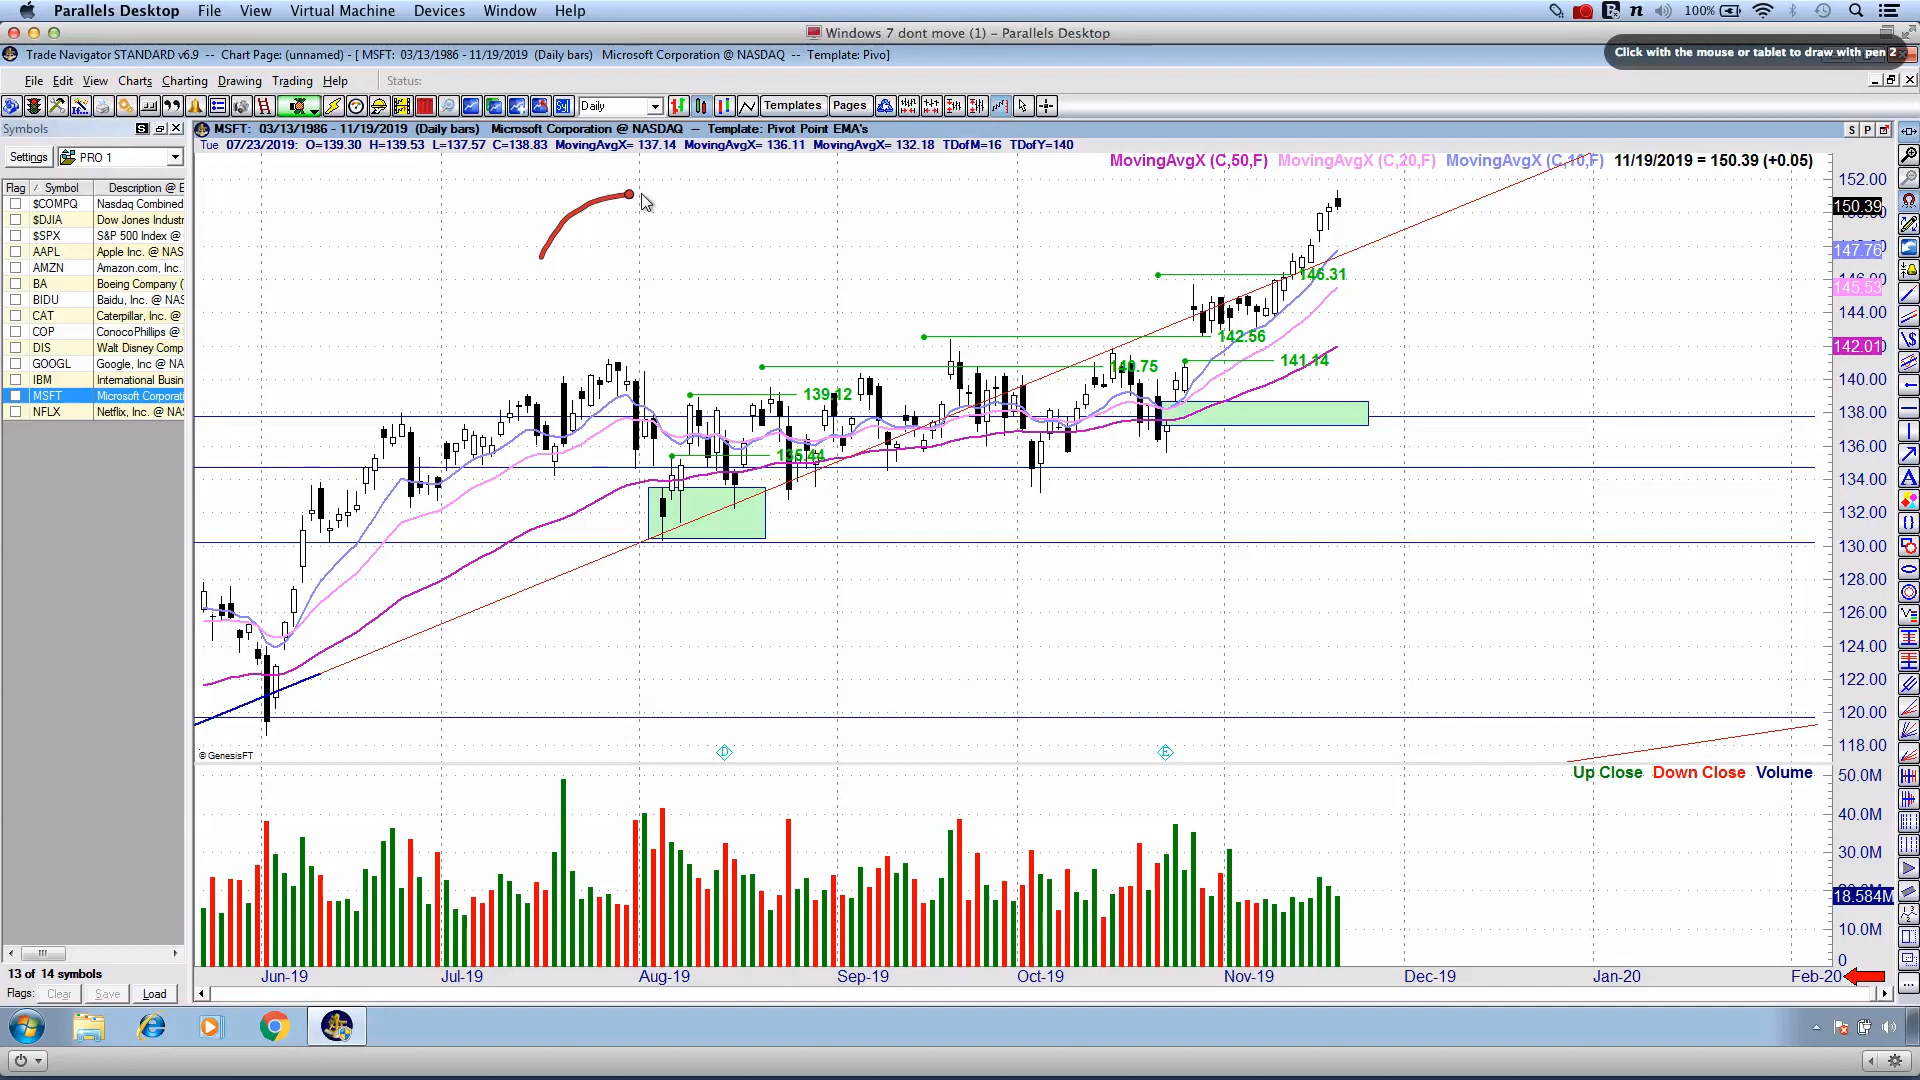 Parallels Desktop File View Virtual Machine Devices Window Help 100%
Windows 7 dont move (1) - Parallels Desktop
Click with the mouse or tablet to draw with pen 2
Trade Navigator STANDARD v6.9 -- Chart Page: (unnamed) - [ MSFT: 03/13/1986 - 11/19/2019 (Daily bars) Microsoft Corporation @ NASDAQ -- Template: Pivo]
File Edit View Charts Charting Drawing Trading Help Status:
Daily Templates Pages
Symbols S
MSFT: 03/13/1986 - 11/19/2019 (Daily bars) Microsoft Corporation @ NASDAQ -- Template: Pivot Point EMA's S P
Tue 07/23/2019: O=139.30 H=139.53 L=137.57 C=138.83 MovingAvgX= 137.14 MovingAvgX= 136.11 MovingAvgX= 132.18 TDofM=16 TDofY=140
Settings PRO 1
MovingAvgX (C,50,F) MovingAvgX (C,20,F) MovingAvgX (C,10,F) 11/19/2019 = 150.39 (+0.05)
Flag / Symbol Description @ E
$COMPQ Nasdaq Combined
$DJIA Dow Jones Industr
$SPX S&P 500 Index @
AAPL Apple Inc. @ NAS
AMZN Amazon.com, Inc.
BA Boeing Company (
BIDU Baidu, Inc. @ NAS
CAT Caterpillar, Inc. @
COP ConocoPhillips @
DIS Walt Disney Comp
GOOGL Google, Inc @ NAS
IBM International Busin
MSFT Microsoft Corporati
NFLX Netflix, Inc. @ NAS
152.00
150.39
147.76
145.53
144.00
142.01
140.00
138.00
136.00
134.00
132.00
130.00
128.00
126.00
124.00
122.00
120.00
118.00
146.31
142.56
141.14
140.75
139.12
135.44
© GenesisFT
D E
Up Close Down Close Volume
50.0M
40.0M
30.0M
18.584M
10.0M
0
Jun-19 Jul-19 Aug-19 Sep-19 Oct-19 Nov-19 Dec-19 Jan-20 Feb-20
13 of 14 symbols
Flags: Clear Save Load